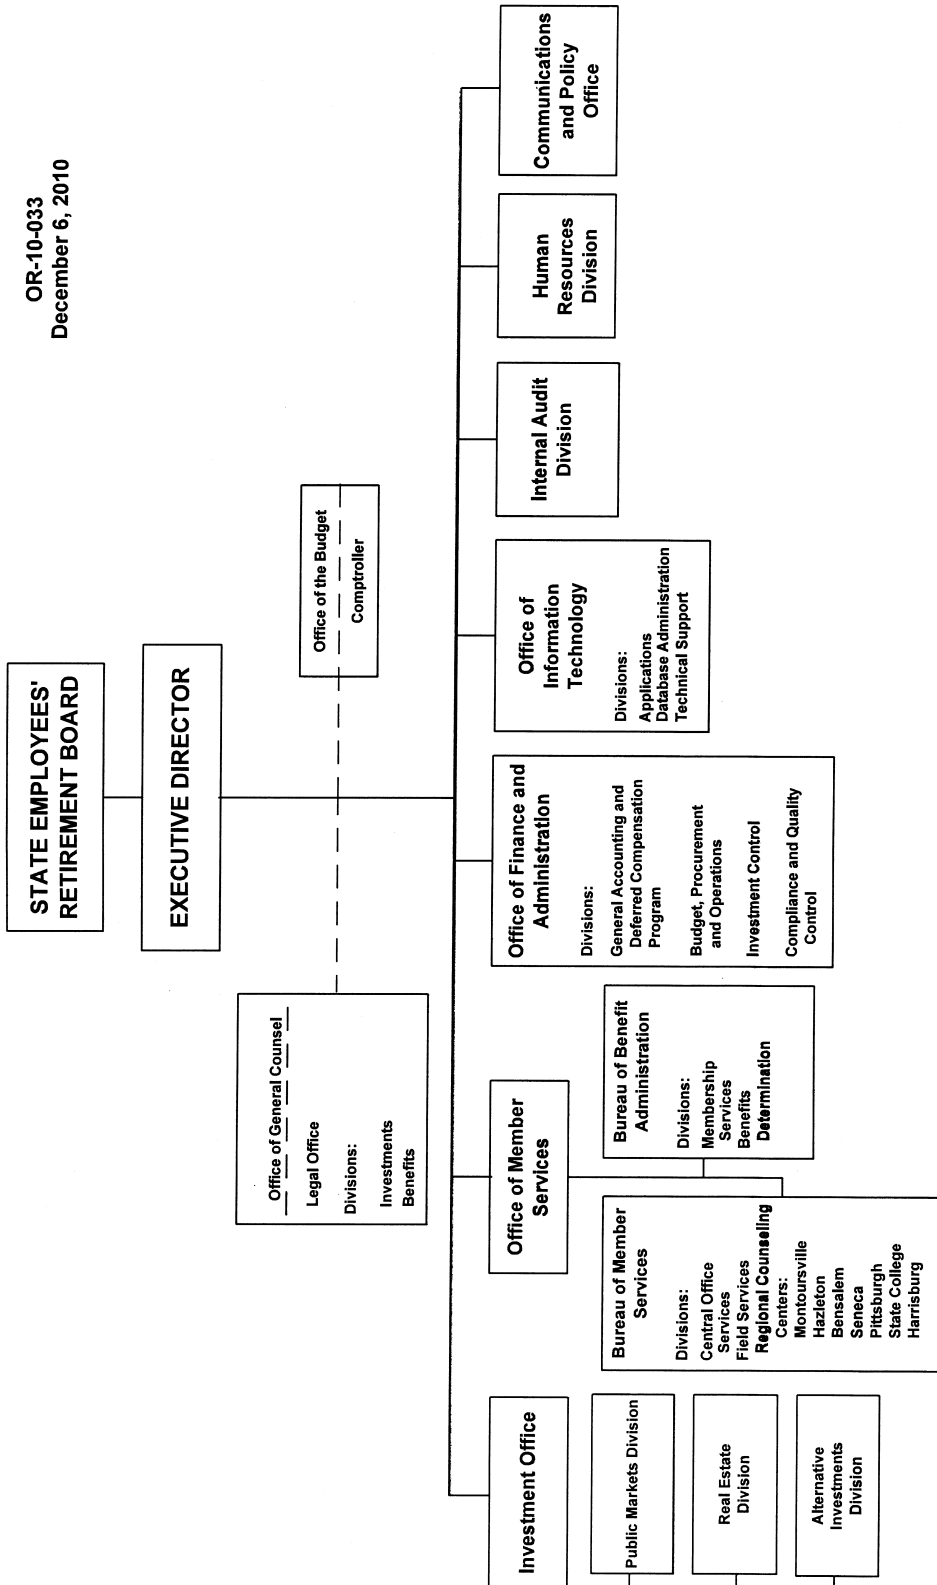 OR-10-033
December 6, 2010
STATE EMPLOYEES'
RETIREMENT BOARD
EXECUTIVE DIRECTOR
Office of General Counsel
Legal Office
Divisions:
Investments
Benefits
Office of the Budget
Comptroller
Investment Office
Public Markets Division
Real Estate
Division
Alternative
Investments
Division
Office of Member
Services
Bureau of Member
Services
Divisions:
Central Office
Services
Field Services
Regional Counseling
Centers:
Montoursville
Hazleton
Bensalem
Seneca
Pittsburgh
State College
Harrisburg
Bureau of Benefit
Administration
Divisions:
Membership
Services
Benefits
Determination
Office of Finance and
Administration
Divisions:
General Accounting and
Deferred Compensation
Program
Budget, Procurement
and Operations
Investment Control
Compliance and Quality
Control
Office of
Information
Technology
Divisions:
Applications
Database Administration
Technical Support
Internal Audit
Division
Human
Resources
Division
Communications
and Policy
Office